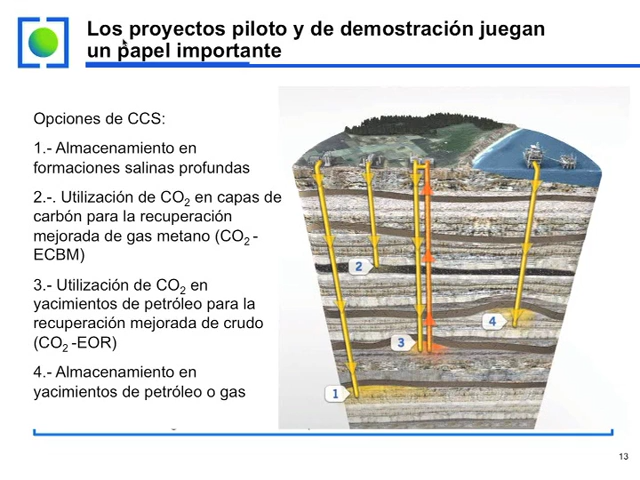 Los proyectos piloto y de demostración juegan
un papel importante
Opciones de CCS:
1.- Almacenamiento en
formaciones salinas profundas
2.-. Utilización de CO2 en capas de
carbón para la recuperación
mejorada de gas metano (CO2 -
ECBM)
3.- Utilización de CO2 en
yacimientos de petróleo para la
recuperación mejorada de crudo
(CO2 -EOR)
4.- Almacenamiento en
yacimientos de petróleo o gas
2
4
3
1
13